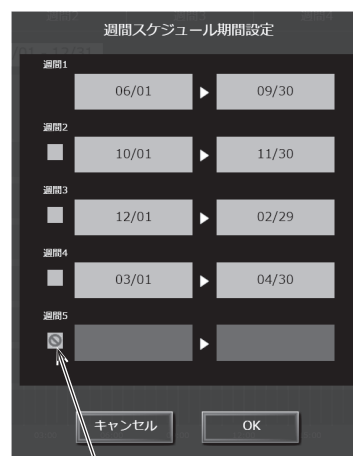 週間スケジュール期間設定
週間1
06/01 ▶ 09/30
週間2
10/01 ▶ 11/30
週間3
12/01 ▶ 02/29
週間4
03/01 ▶ 04/30
週間5
▶
キャンセル OK